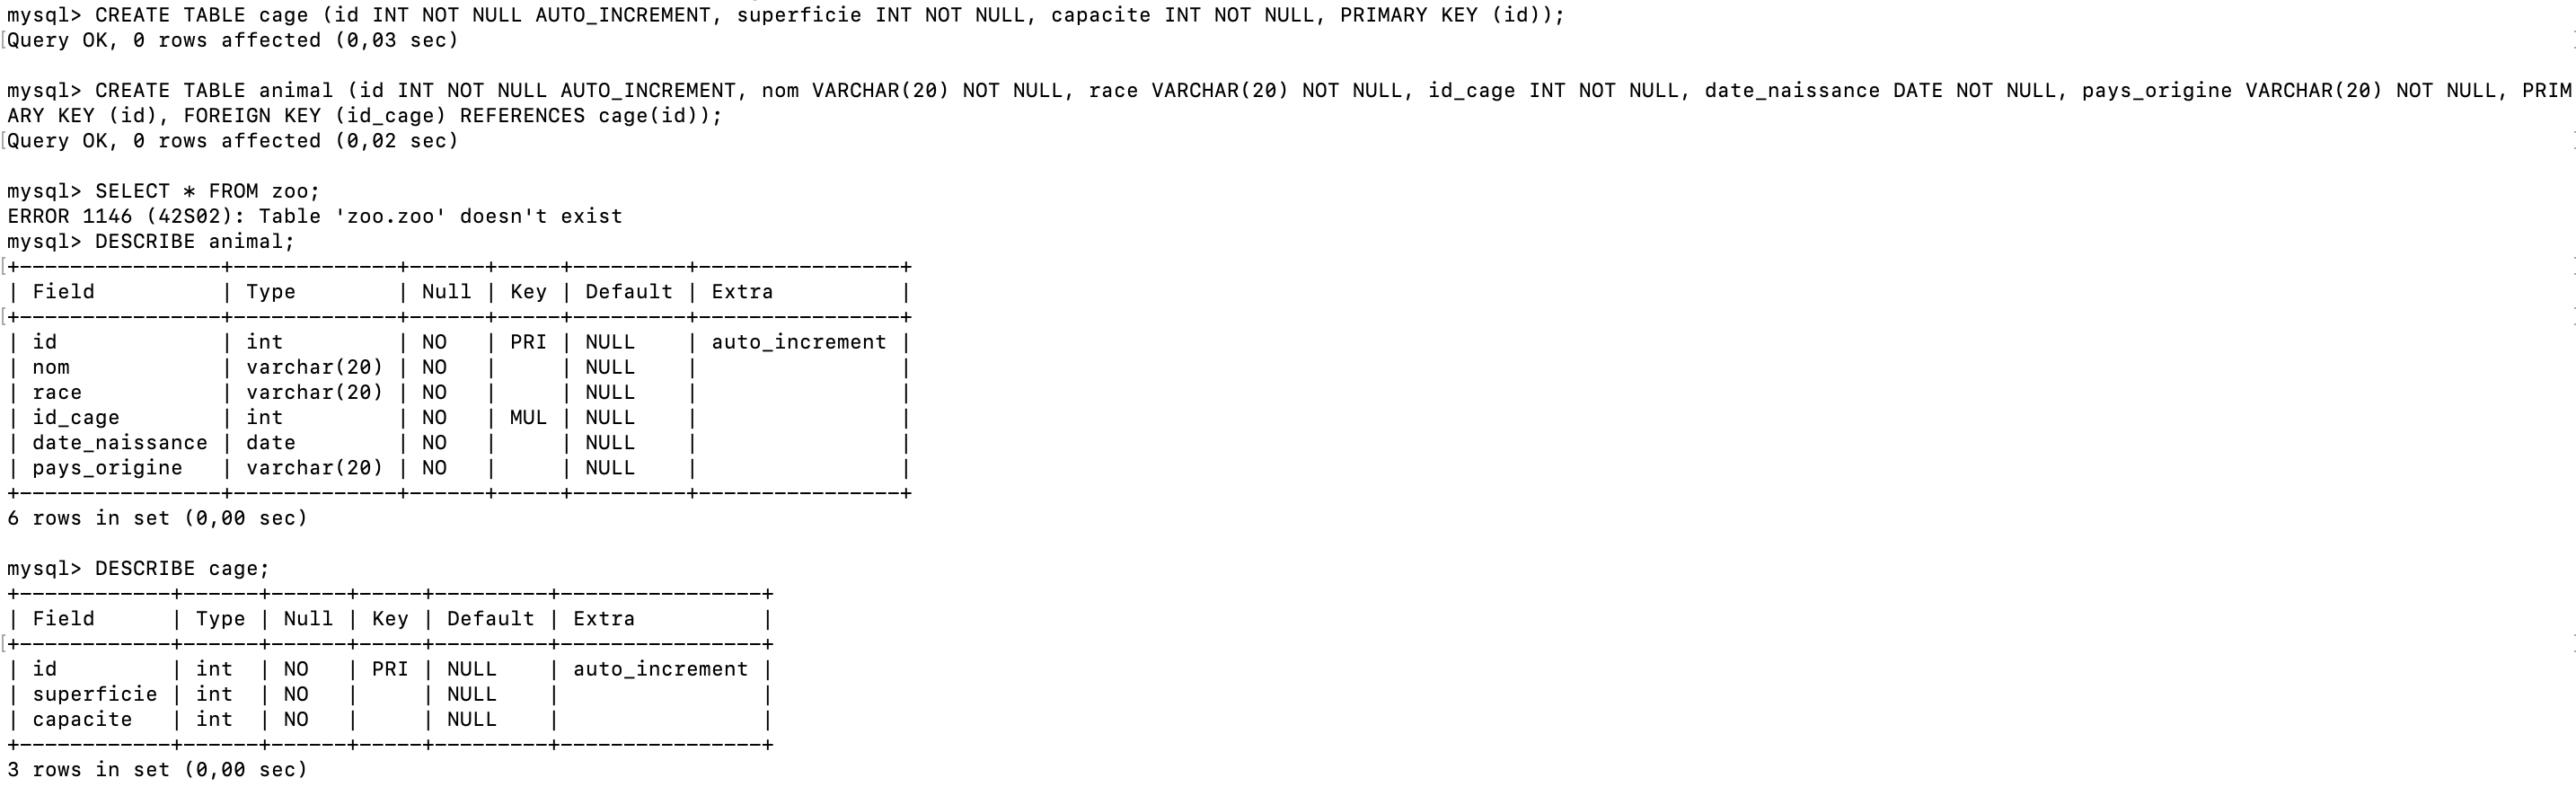 mysql> CREATE TABLE cage (id INT NOT NULL AUTO_INCREMENT, superficie INT NOT NULL, capacite INT NOT NULL, PRIMARY KEY (id));
Query OK, 0 rows affected (0,03 sec)

mysql> CREATE TABLE animal (id INT NOT NULL AUTO_INCREMENT, nom VARCHAR(20) NOT NULL, race VARCHAR(20) NOT NULL, id_cage INT NOT NULL, date_naissance DATE NOT NULL, pays_origine VARCHAR(20) NOT NULL, PRIM
ARY KEY (id), FOREIGN KEY (id_cage) REFERENCES cage(id));
Query OK, 0 rows affected (0,02 sec)

mysql> SELECT * FROM zoo;
ERROR 1146 (42S02): Table 'zoo.zoo' doesn't exist
mysql> DESCRIBE animal;
+----------------+-------------+------+-----+---------+----------------+
| Field          | Type        | Null | Key | Default | Extra          |
+----------------+-------------+------+-----+---------+----------------+
| id             | int         | NO   | PRI | NULL    | auto_increment |
| nom            | varchar(20) | NO   |     | NULL    |                |
| race           | varchar(20) | NO   |     | NULL    |                |
| id_cage        | int         | NO   | MUL | NULL    |                |
| date_naissance | date        | NO   |     | NULL    |                |
| pays_origine   | varchar(20) | NO   |     | NULL    |                |
+----------------+-------------+------+-----+---------+----------------+
6 rows in set (0,00 sec)

mysql> DESCRIBE cage;
+------------+------+------+-----+---------+----------------+
| Field      | Type | Null | Key | Default | Extra          |
+------------+------+------+-----+---------+----------------+
| id         | int  | NO   | PRI | NULL    | auto_increment |
| superficie | int  | NO   |     | NULL    |                |
| capacite   | int  | NO   |     | NULL    |                |
+------------+------+------+-----+---------+----------------+
3 rows in set (0,00 sec)